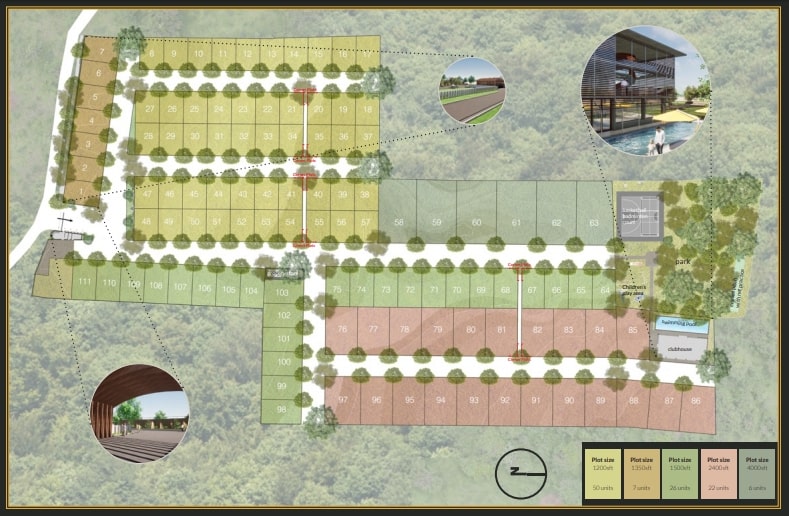 7
6
5
4
3
2
1
8 9 10 11 12 13 14 15 16 17
27 26 25 24 23 22 21 20 19 18
28 29 30 31 32 33 34 35 36 37
47 46 45 44 43 42 41 40 39 38
48 49 50 51 52 53 54 55 56 57
58 59 60 61 62 63
111 110 109 108 107 106 105 104
103
102
101
100
99
98
75 74 73 72 71 70 69 68 67 66 65 64
76 77 78 79 80 81 82 83 84 85
97 96 95 94 93 92 91 90 89 88 87 86
badminton
court
park
Children's
play area
swimming pool
clubhouse
N
Plot size
1200sft
50 units
Plot size
1350sft
7 units
Plot size
1500sft
26 units
Plot size
2400sft
22 units
Plot size
4000sft
6 units